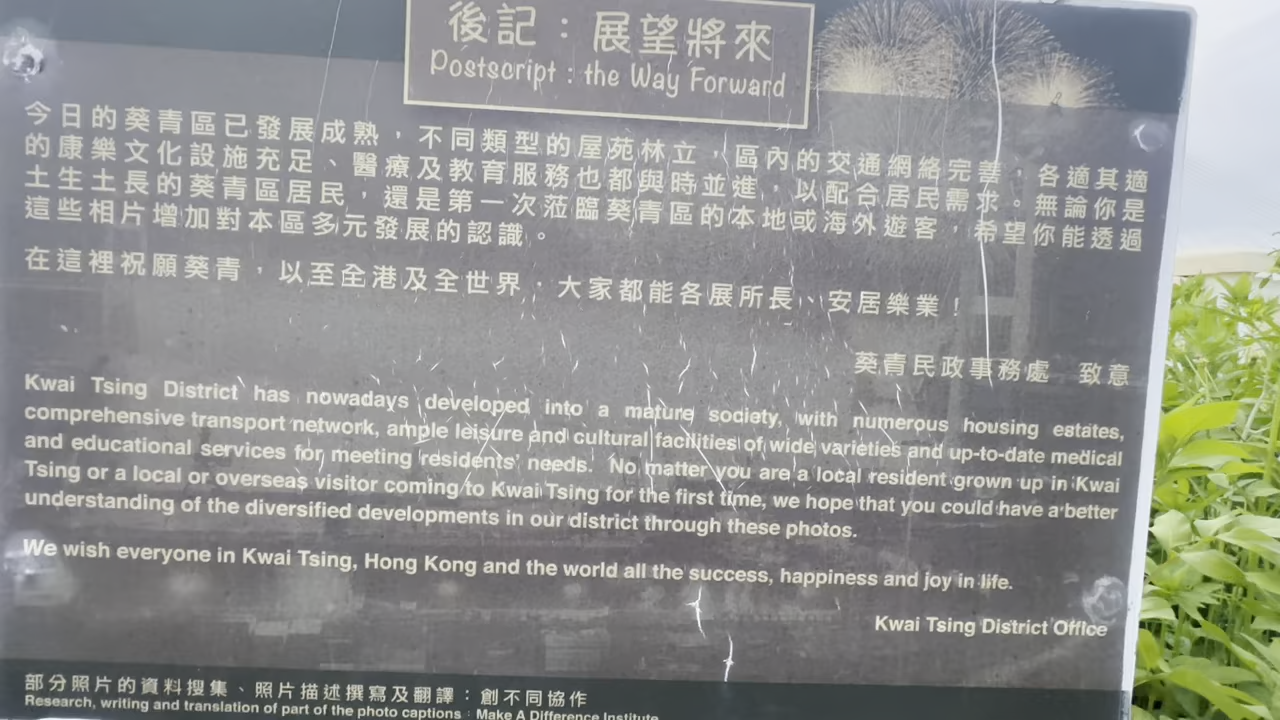 後記：展望將來
Postscript : the Way Forward
今日的葵青區已發展成熟，不同類型的屋苑林立，區內的交通網絡完善，各適其適
的康樂文化設施充足、醫療及教育服務也都與時並進，以配合居民需求。無論你是
土生土長的葵青區居民，還是第一次蒞臨葵青區的本地或海外遊客，希望你能透過
這些相片增加對本區多元發展的認識。
在這裡祝願葵青，以至全港及全世界，大家都能各展所長、安居樂業！
葵青民政事務處 致意
Kwai Tsing District has nowadays developed into a mature society, with numerous housing estates,
comprehensive transport network, ample leisure and cultural facilities of wide varieties and up-to-date medical
and educational services for meeting residents' needs. No matter you are a local resident grown up in Kwai
Tsing or a local or overseas visitor coming to Kwai Tsing for the first time, we hope that you could have a better
understanding of the diversified developments in our district through these photos.
We wish everyone in Kwai Tsing, Hong Kong and the world all the success, happiness and joy in life.
Kwai Tsing District Office
部分照片的資料搜集、照片描述撰寫及翻譯：創不同協作
Research, writing and translation of part of the photo captions : Make A Difference Institute